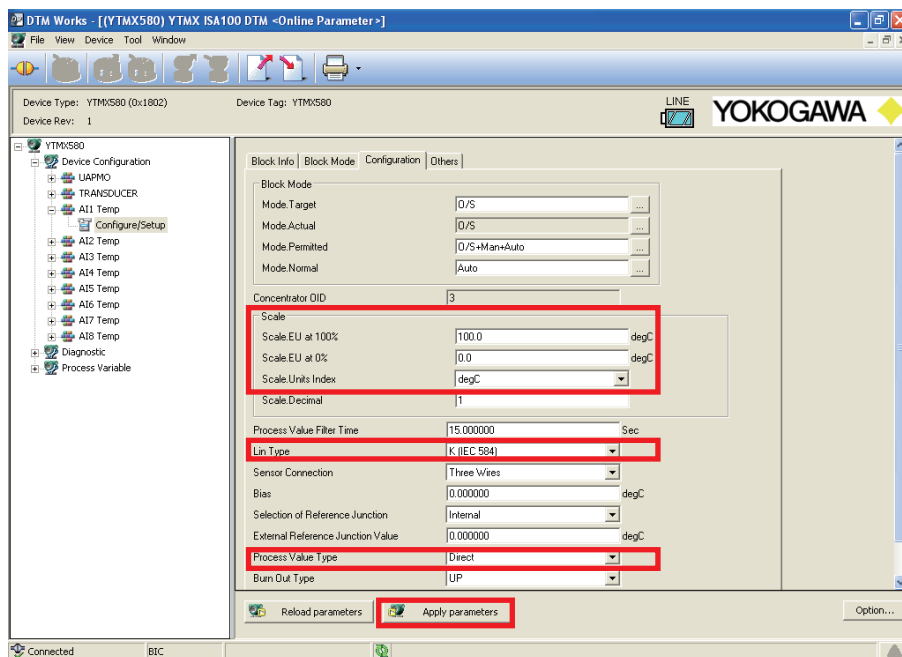 DTM Works - [(YTMX580) YTMX ISA100 DTM <Online Parameter>]
File View Device Tool Window
Device Type: YTMX580 (0x1802) Device Tag: YTMX580
Device Rev: 1
LINE
YOKOGAWA
YTMX580
Device Configuration
UAPMO
TRANSDUCER
AI1 Temp
Configure/Setup
AI2 Temp
AI3 Temp
AI4 Temp
AI5 Temp
AI6 Temp
AI7 Temp
AI8 Temp
Diagnostic
Process Variable
Block Info Block Mode Configuration Others
Block Mode
Mode.Target O/S ...
Mode.Actual O/S ...
Mode.Permitted O/S+Man+Auto ...
Mode.Normal Auto ...
Concentrator OID 3
Scale
Scale.EU at 100% 100.0 degC
Scale.EU at 0% 0.0 degC
Scale.Units Index degC
Scale.Decimal 1
Process Value Filter Time 15.000000 Sec
Lin Type K (IEC 584)
Sensor Connection Three Wires
Bias 0.000000 degC
Selection of Reference Junction Internal
External Reference Junction Value 0.000000 degC
Process Value Type Direct
Burn Out Type UP
Reload parameters Apply parameters Option...
Connected BIC